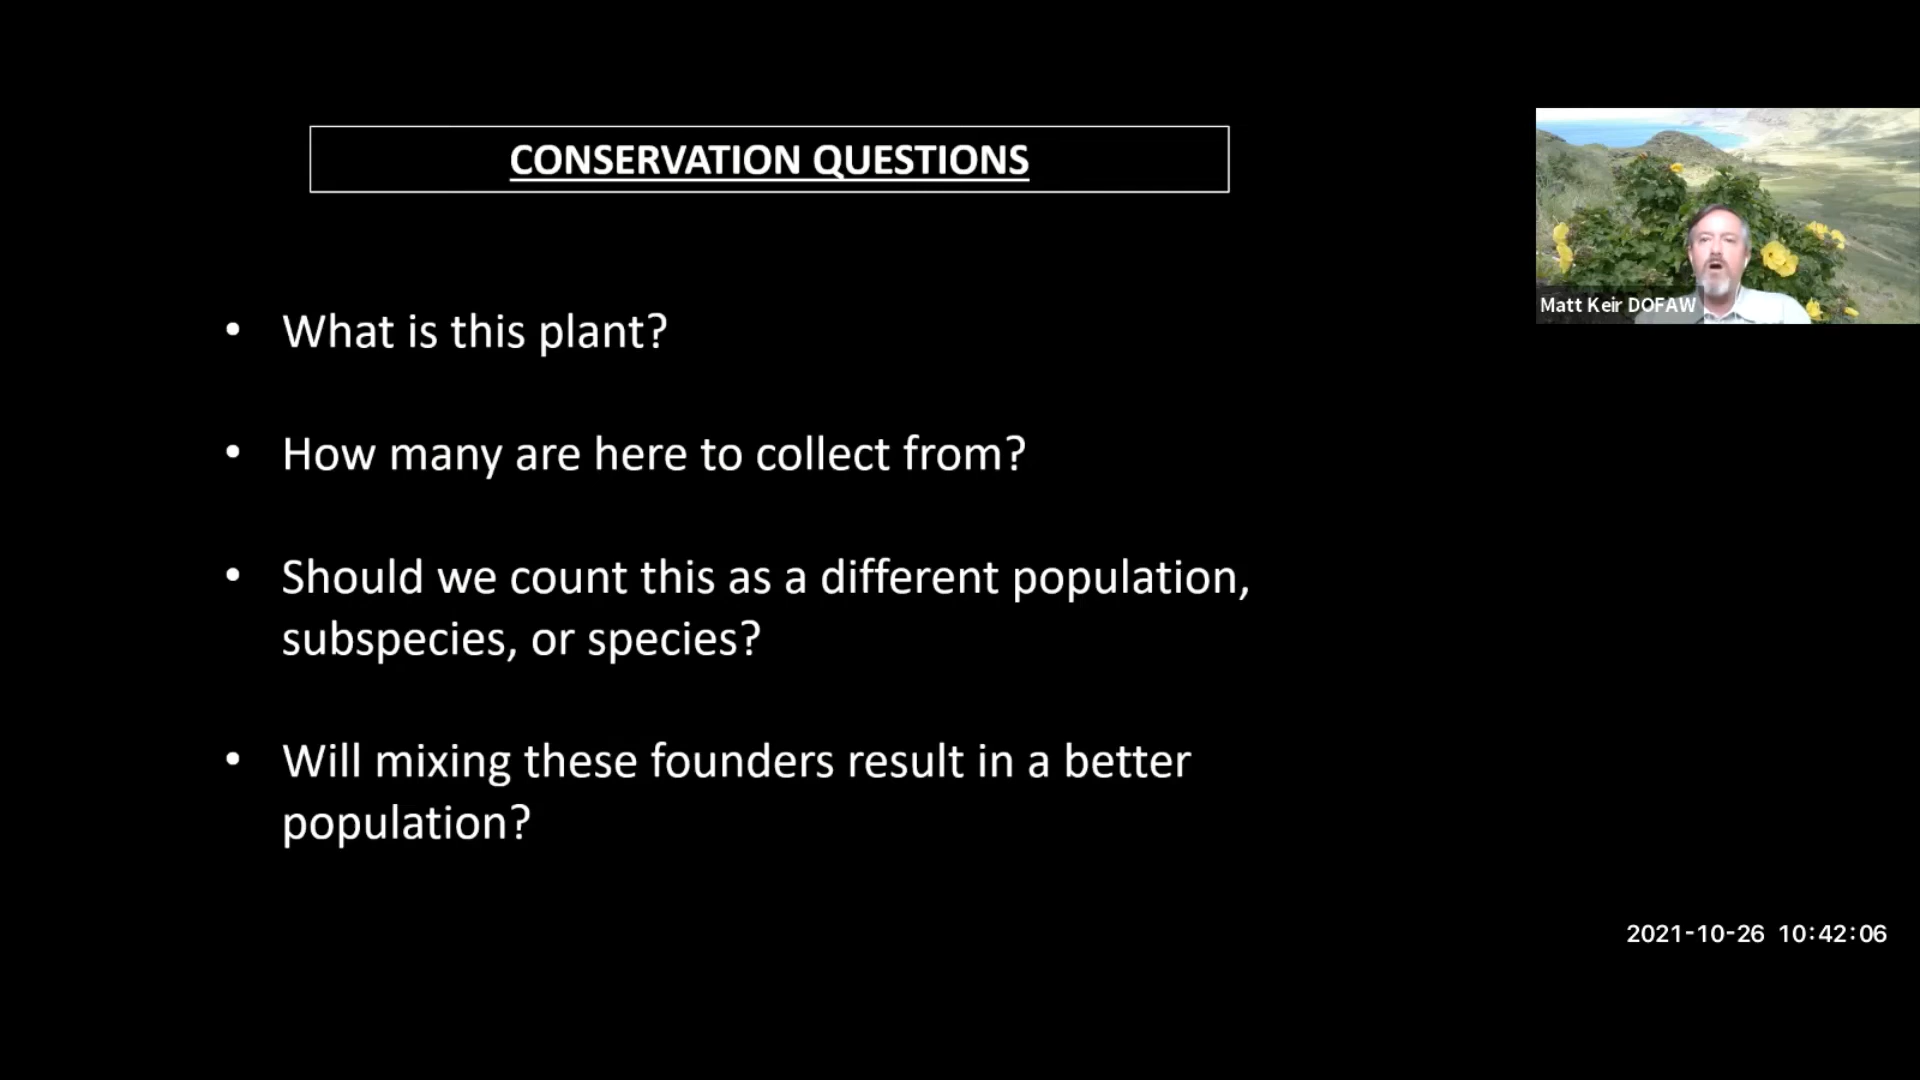 CONSERVATION QUESTIONS
Matt Keir DOFAW
• What is this plant?
• How many are here to collect from?
• Should we count this as a different population,
subspecies, or species?
• Will mixing these founders result in a better
population?
2021-10-26 10:42:06